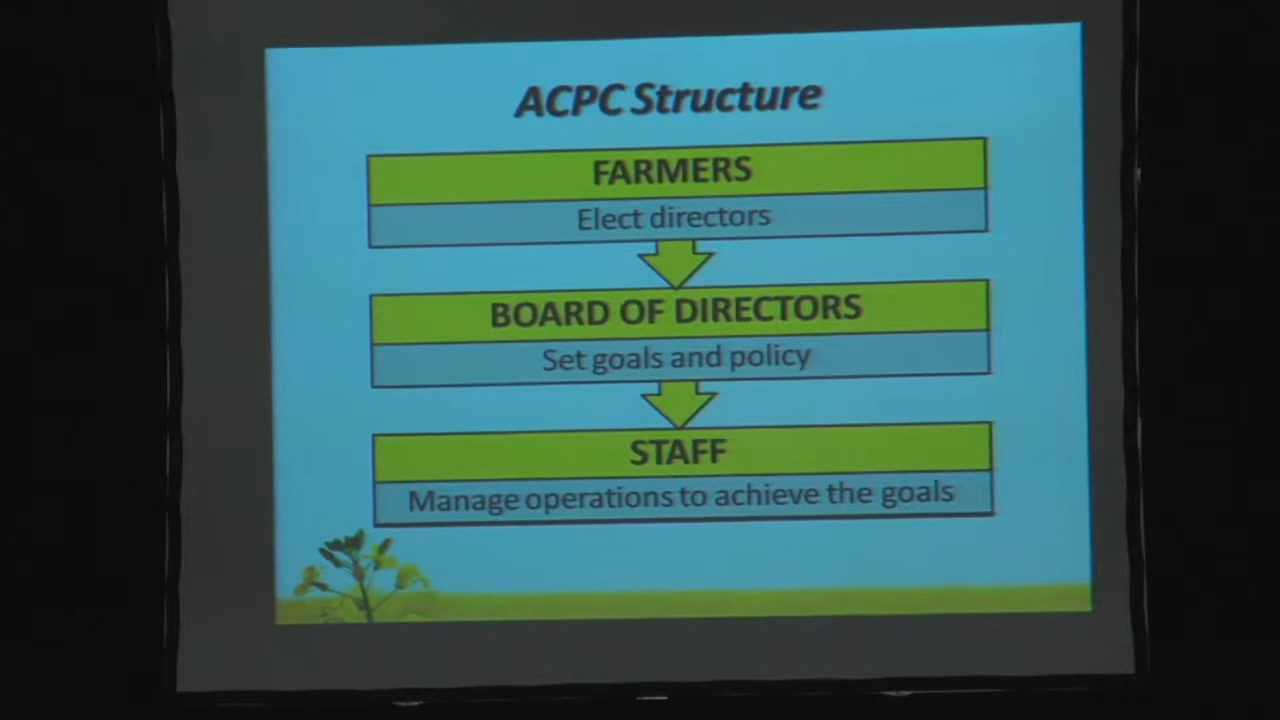 ACPC Structure
FARMERS
Elect directors
BOARD OF DIRECTORS
Set goals and policy
STAFF
Manage operations to achieve the goals